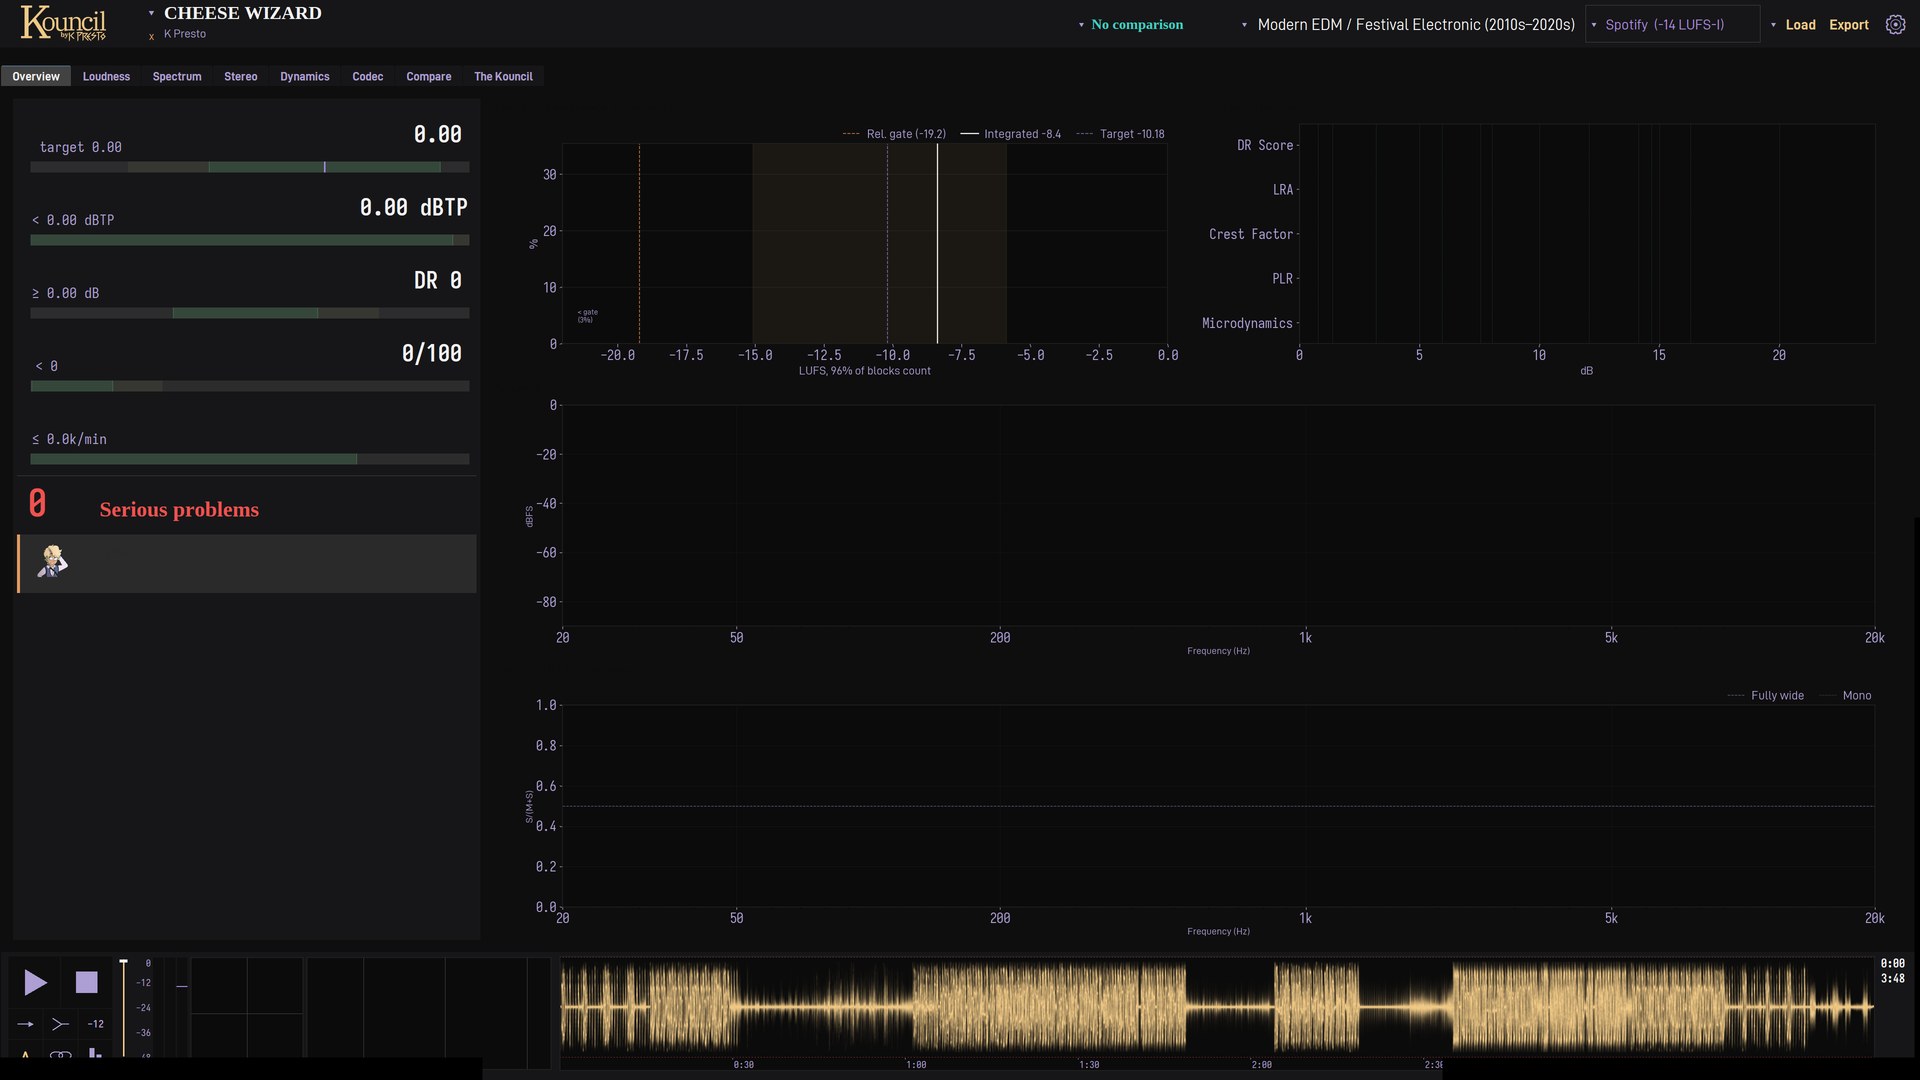 Kouncil
by K PRESTO
CHEESE WIZARD
x K Presto
No comparison
Modern EDM / Festival Electronic (2010s–2020s)
Spotify (-14 LUFS-I)
Load
Export
Overview Loudness Spectrum Stereo Dynamics Codec Compare The Kouncil
0.00
target 0.00
0.00 dBTP
< 0.00 dBTP
DR 0
≥ 0.00 dB
0/100
< 0
≤ 0.0k/min
0 Serious problems
Rel. gate (-19.2) Integrated -8.4 Target -10.18
30
20
10
0
%
< gate
(3%)
-20.0 -17.5 -15.0 -12.5 -10.0 -7.5 -5.0 -2.5 0.0
LUFS, 96% of blocks count
DR Score
LRA
Crest Factor
PLR
Microdynamics
0 5 10 15 20
dB
0
-20
-40
-60
-80
dBFS
20 50 200 1k 5k 20k
Frequency (Hz)
Fully wide Mono
1.0
0.8
0.6
0.4
0.2
0.0
S/(M+S)
20 50 200 1k 5k 20k
Frequency (Hz)
0
-12
-24
-36
-12
0:00
3:48
0:30 1:00 1:30 2:00